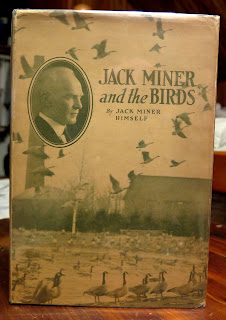 JACK MINER
and the BIRDS
By JACK MINER
HIMSELF